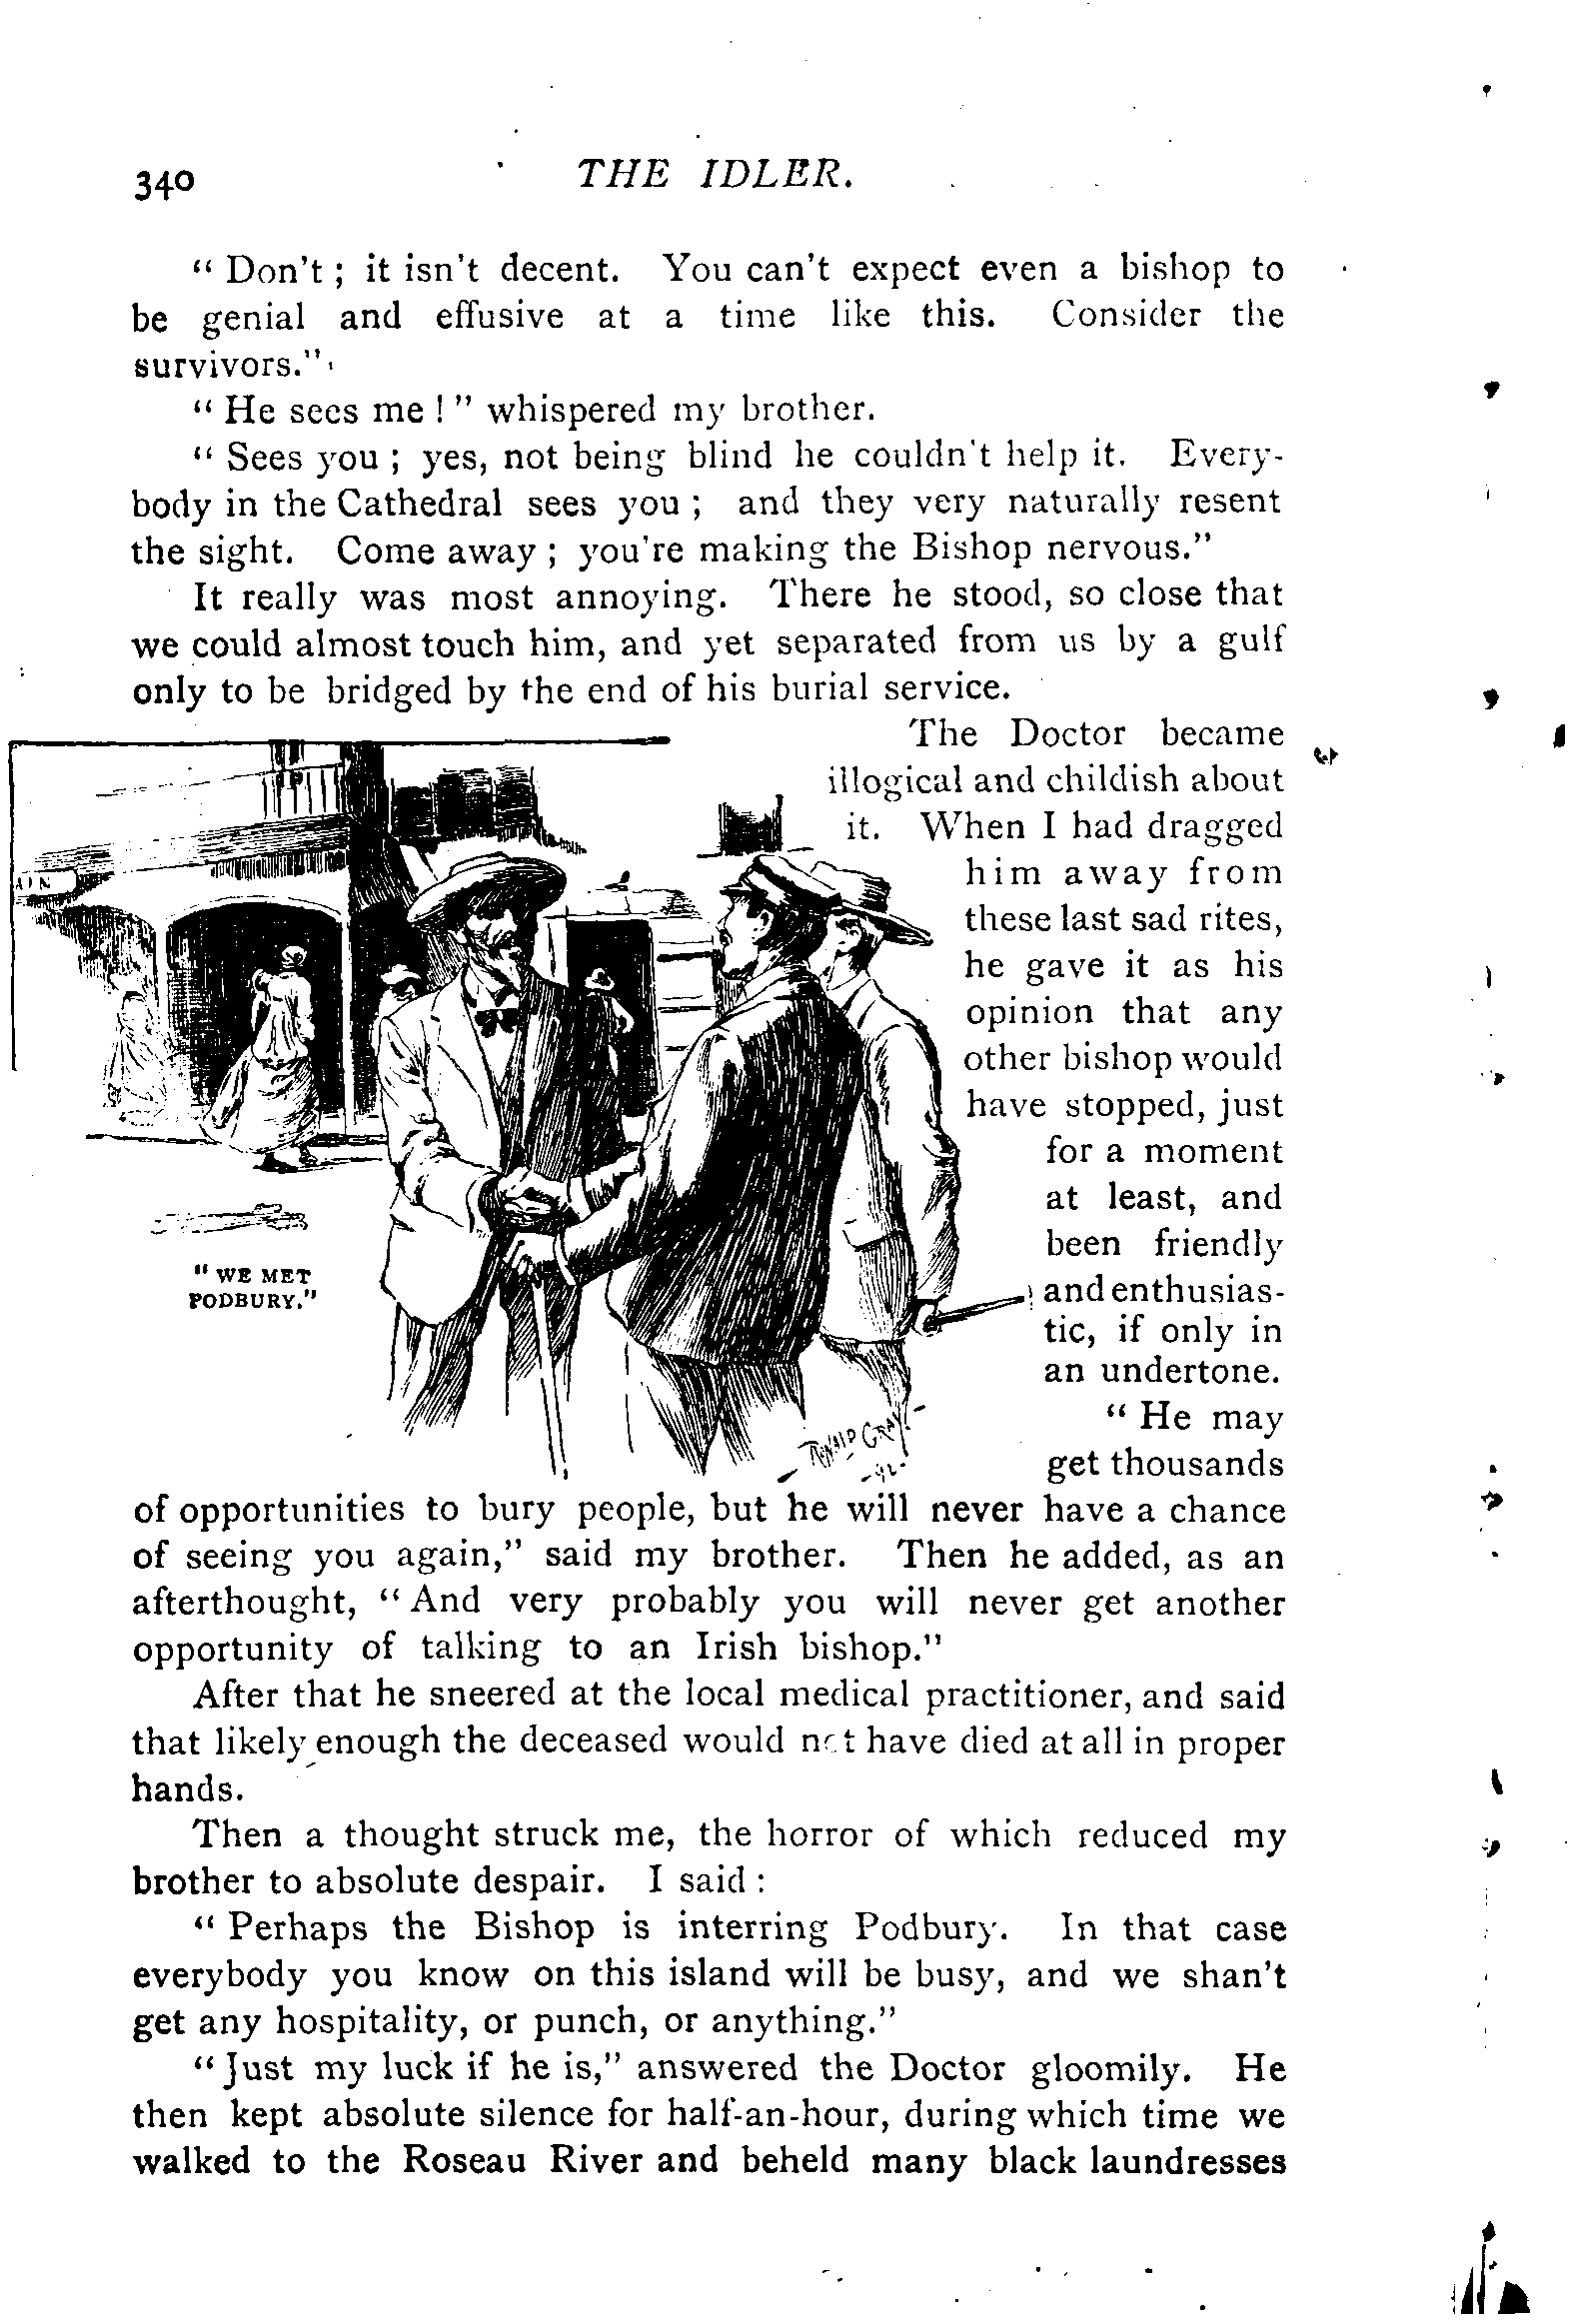 340
THE IDLER.
" Don't ; it isn't decent. You can't expect even a bishop to
be genial and effusive at a time like this. Consider the
survivors."
" He sees me ! " whispered my brother.
" Sees you ; yes, not being blind he couldn't help it. Every-
body in the Cathedral sees you ; and they very naturally resent
the sight. Come away ; you're making the Bishop nervous."
It really was most annoying. There he stood, so close that
we could almost touch him, and yet separated from us by a gulf
only to be bridged by the end of his burial service.
The Doctor became
illogical and childish about
it. When I had dragged
him away from
these last sad rites,
he gave it as his
opinion that any
other bishop would
have stopped, just
for a moment
at least, and
been friendly
and enthusias-
tic, if only in
an undertone.
" He may
get thousands
AIN
" WE MET
PODBURY."
RONALD GRAY
-92-
of opportunities to bury people, but he will never have a chance
of seeing you again," said my brother. Then he added, as an
afterthought, " And very probably you will never get another
opportunity of talking to an Irish bishop."
After that he sneered at the local medical practitioner, and said
that likely enough the deceased would not have died at all in proper
hands.
Then a thought struck me, the horror of which reduced my
brother to absolute despair. I said :
" Perhaps the Bishop is interring Podbury. In that case
everybody you know on this island will be busy, and we shan't
get any hospitality, or punch, or anything."
" Just my luck if he is," answered the Doctor gloomily. He
then kept absolute silence for half-an-hour, during which time we
walked to the Roseau River and beheld many black laundresses